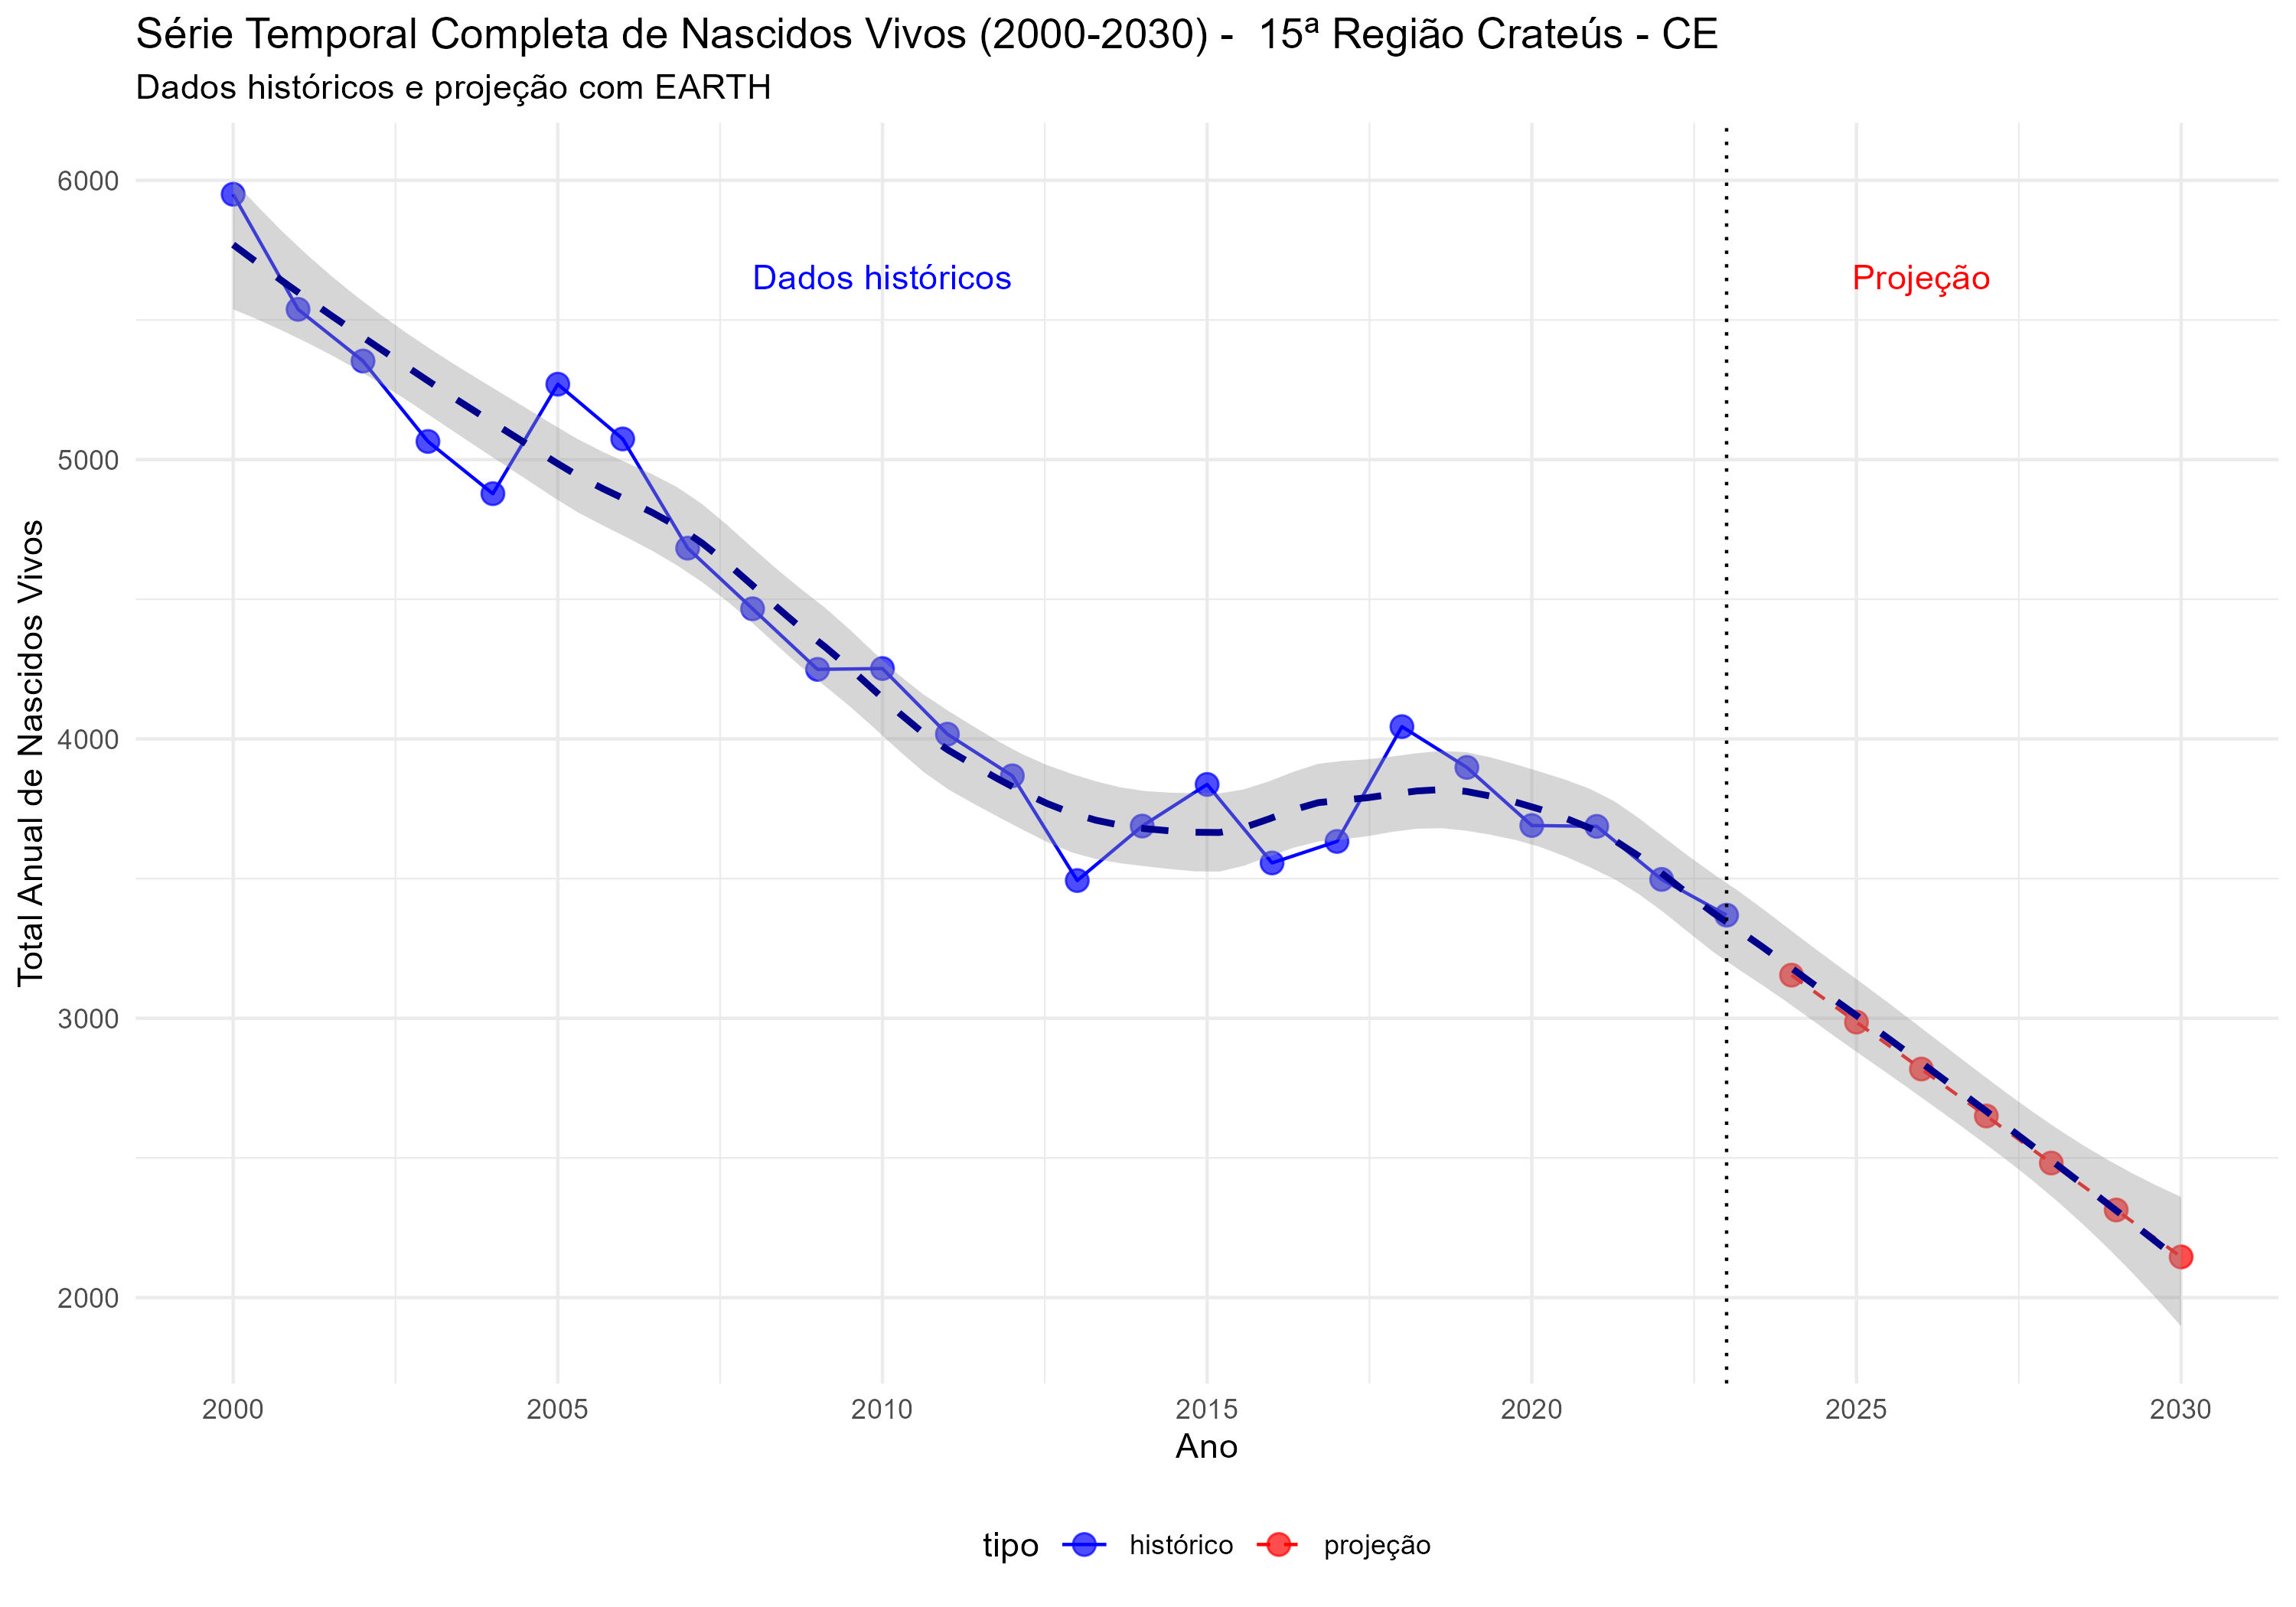 Série Temporal Completa de Nascidos Vivos (2000-2030) -  15ª Região Crateús - CE
Dados históricos e projeção com EARTH
Total Anual de Nascidos Vivos
6000
5000
4000
3000
2000
Dados históricos
Projeção
2000 2005 2010 2015 2020 2025 2030
Ano
tipo histórico projeção